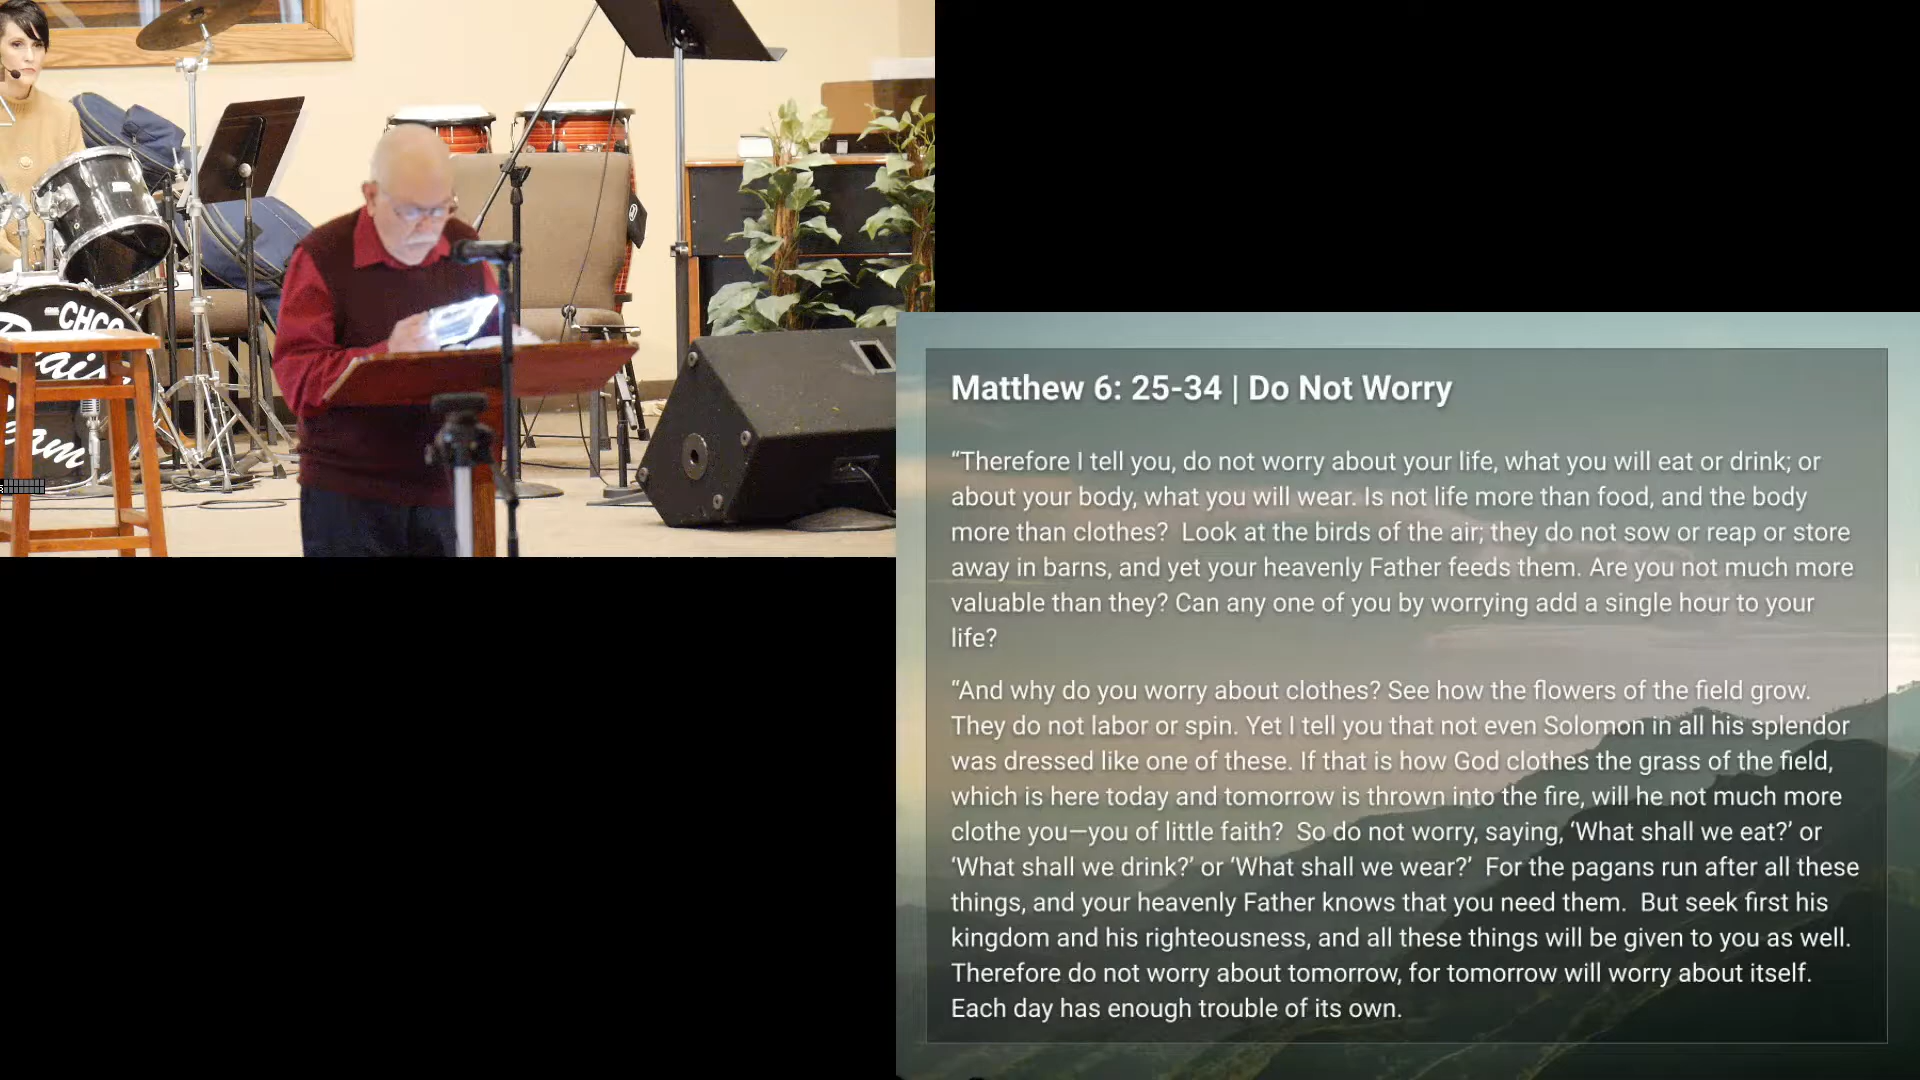 CHCC
Praise
Team
Matthew 6: 25-34 | Do Not Worry
“Therefore I tell you, do not worry about your life, what you will eat or drink; or
about your body, what you will wear. Is not life more than food, and the body
more than clothes?  Look at the birds of the air; they do not sow or reap or store
away in barns, and yet your heavenly Father feeds them. Are you not much more
valuable than they? Can any one of you by worrying add a single hour to your
life?
“And why do you worry about clothes? See how the flowers of the field grow.
They do not labor or spin. Yet I tell you that not even Solomon in all his splendor
was dressed like one of these. If that is how God clothes the grass of the field,
which is here today and tomorrow is thrown into the fire, will he not much more
clothe you—you of little faith?  So do not worry, saying, ‘What shall we eat?’ or
‘What shall we drink?’ or ’What shall we wear?’  For the pagans run after all these
things, and your heavenly Father knows that you need them.  But seek first his
kingdom and his righteousness, and all these things will be given to you as well.
Therefore do not worry about tomorrow, for tomorrow will worry about itself.
Each day has enough trouble of its own.